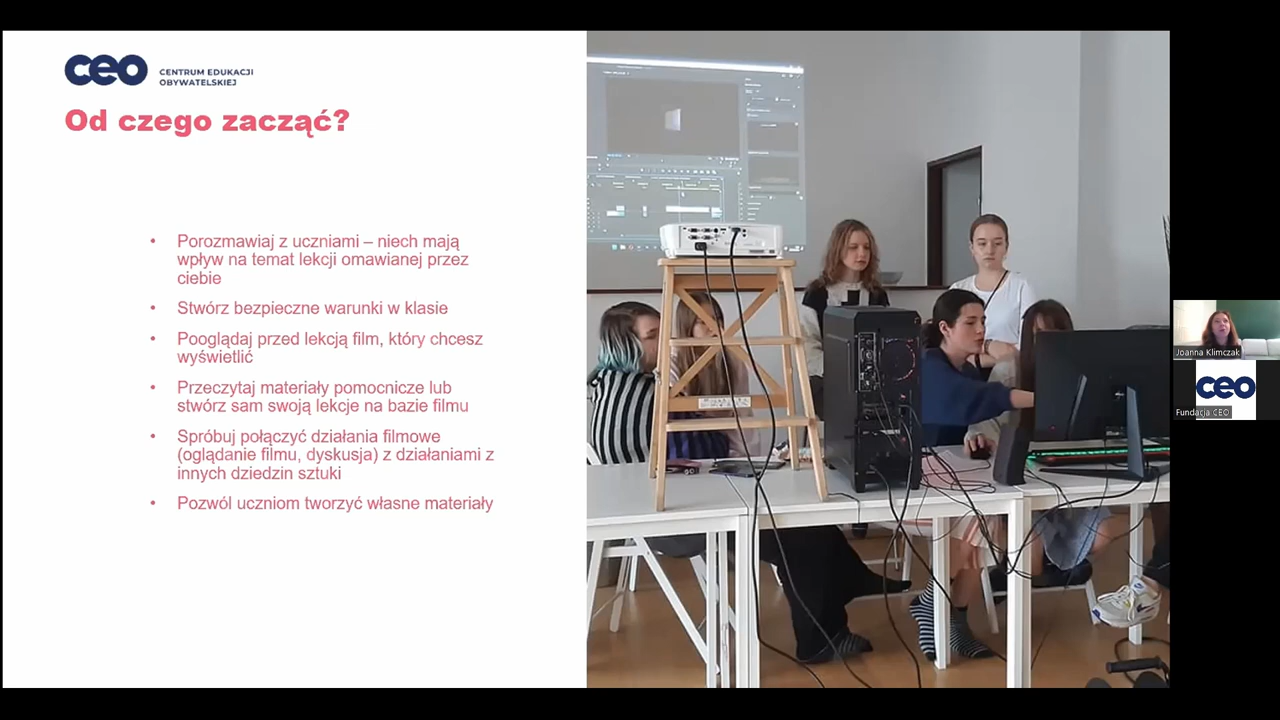 ceo CENTRUM EDUKACJI
OBYWATELSKIEJ
Od czego zacząć?
• Porozmawiaj z uczniami – niech mają
wpływ na temat lekcji omawianej przez
ciebie
• Stwórz bezpieczne warunki w klasie
• Pooglądaj przed lekcją film, który chcesz
wyświetlić
• Przeczytaj materiały pomocnicze lub
stwórz sam swoją lekcje na bazie filmu
• Spróbuj połączyć działania filmowe
(oglądanie filmu, dyskusja) z działaniami z
innych dziedzin sztuki
• Pozwól uczniom tworzyć własne materiały
Joanna Klimczak
ceo
Fundacja CEO